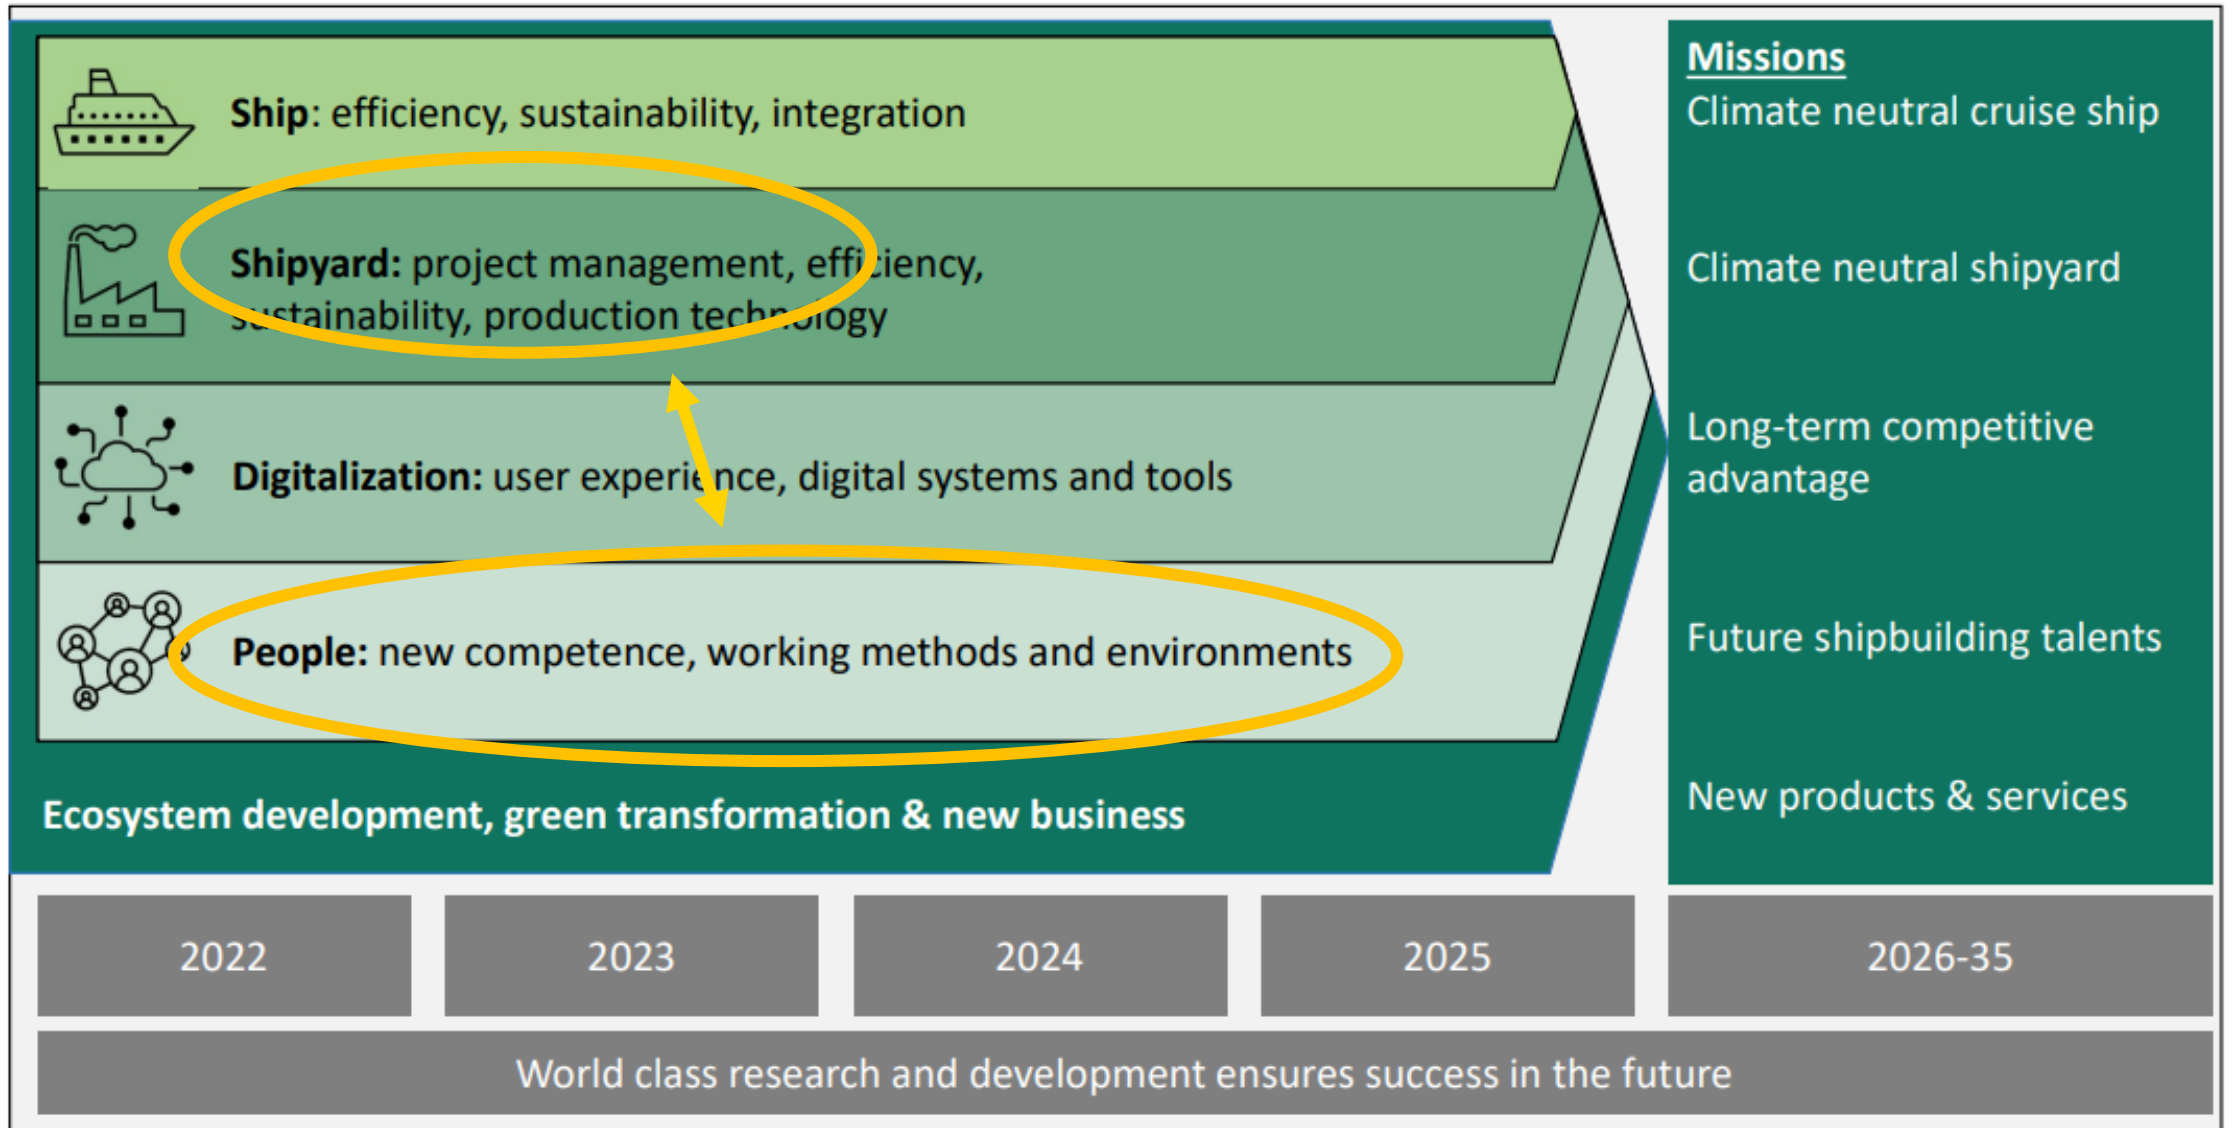 Ship: efficiency, sustainability, integration
Shipyard: project management, efficiency,
sustainability, production technology
Digitalization: user experience, digital systems and tools
People: new competence, working methods and environments
Ecosystem development, green transformation & new business
Missions
Climate neutral cruise ship
Climate neutral shipyard
Long-term competitive
advantage
Future shipbuilding talents
New products & services
2022
2023
2024
2025
2026-35
World class research and development ensures success in the future